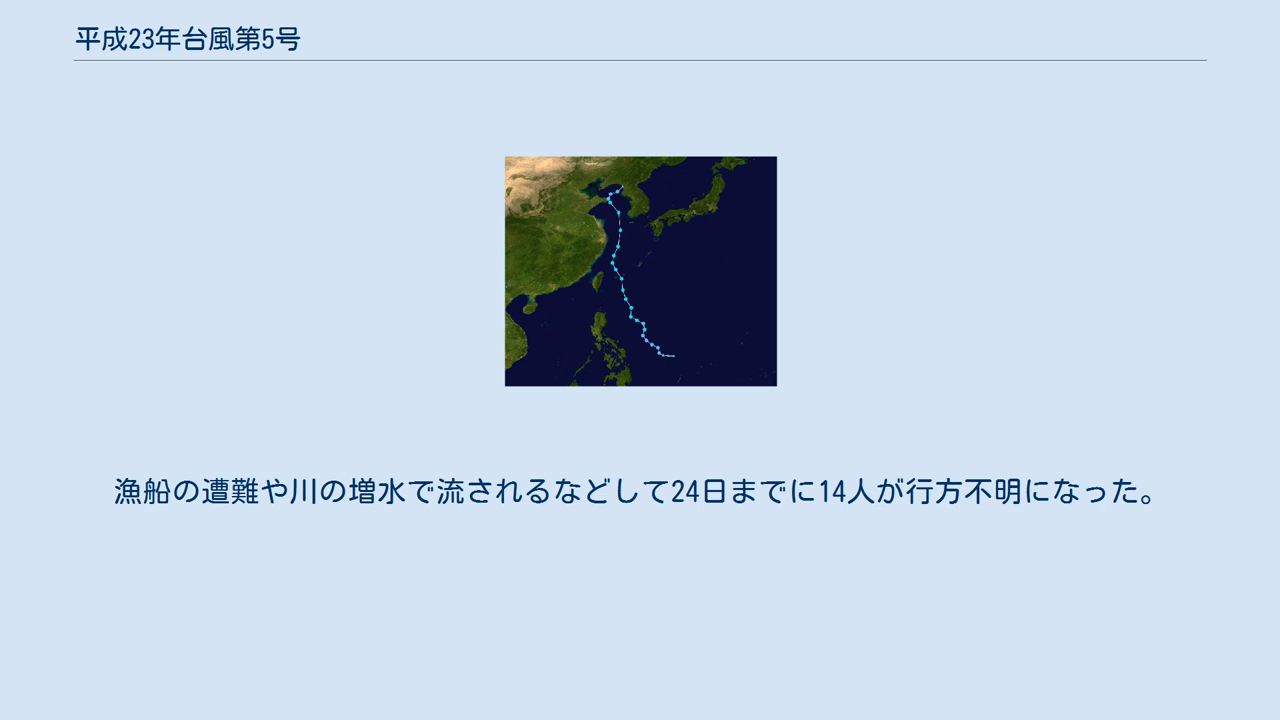 平成23年台風第5号
漁船の遭難や川の増水で流されるなどして24日までに14人が行方不明になった。